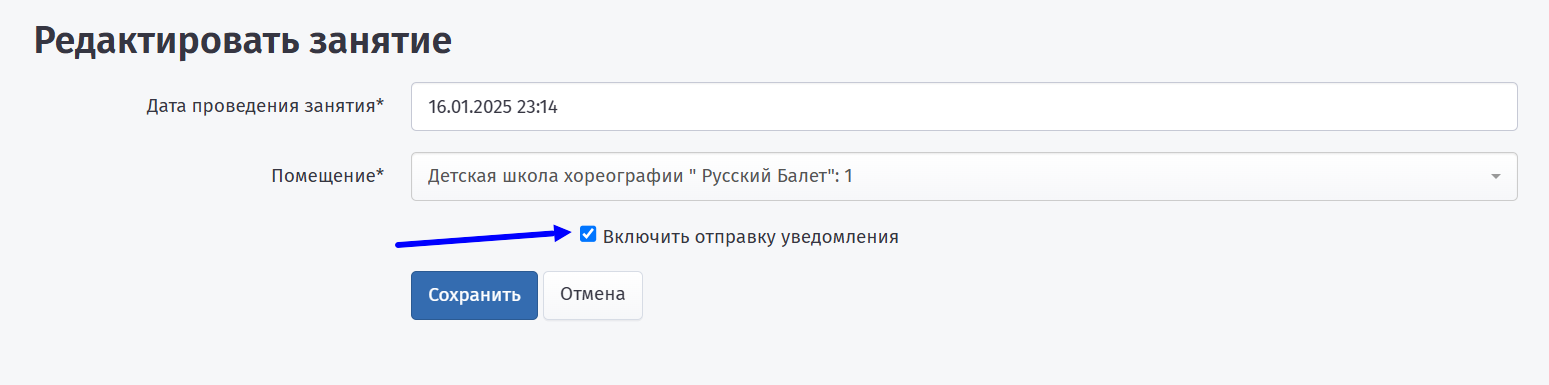 Редактировать занятие
Дата проведения занятия*
16.01.2025 23:14
Помещение*
Детская школа хореографии " Русский Балет": 1
Включить отправку уведомления
Сохранить
Отмена